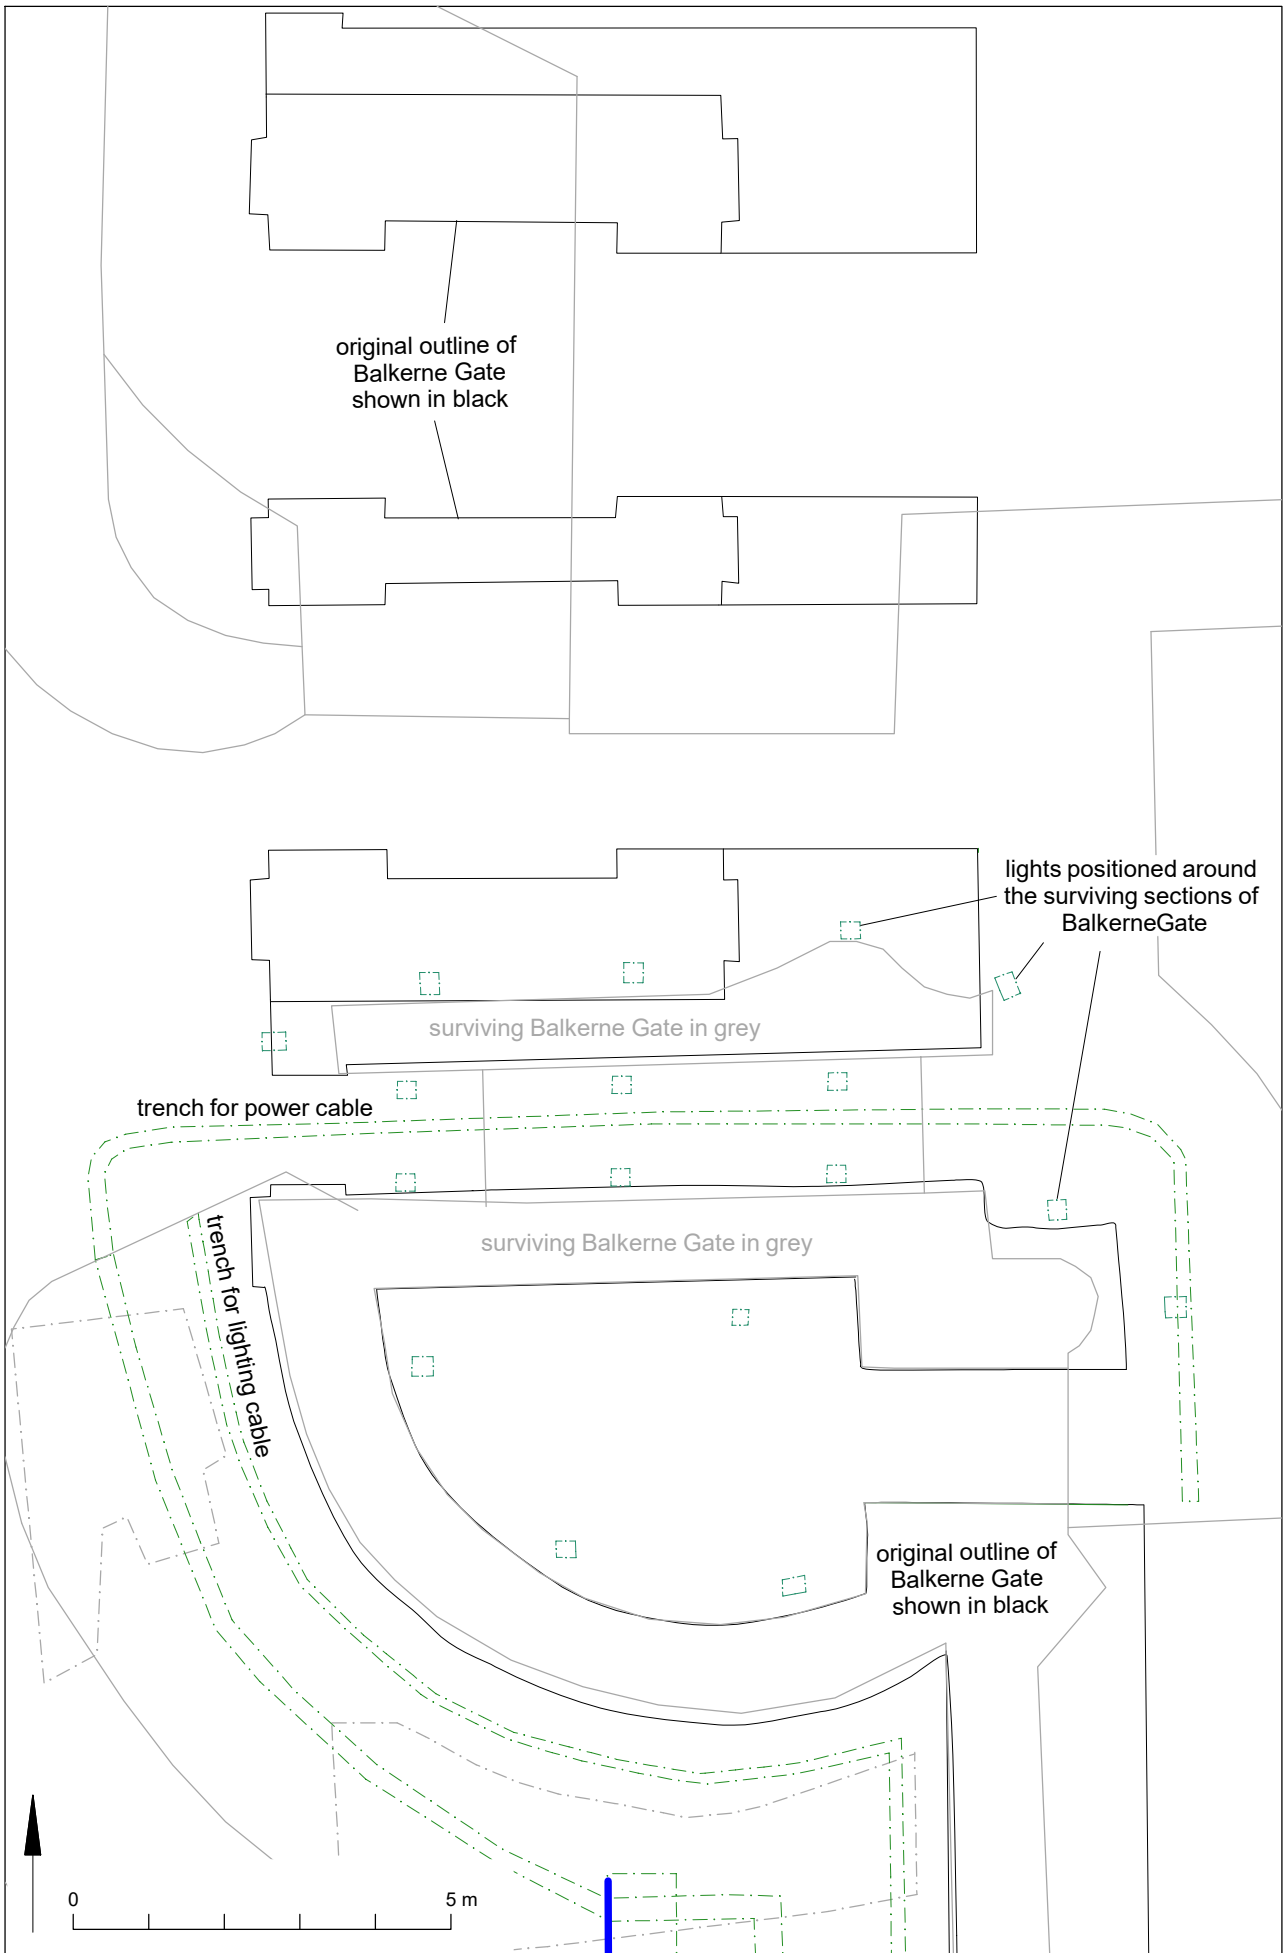 original outline of
Balkerne Gate
shown in black
lights positioned around
the surviving sections of
BalkerneGate
surviving Balkerne Gate in grey
trench for power cable
surviving Balkerne Gate in grey
trench for lighting cable
original outline of
Balkerne Gate
shown in black
0
5 m